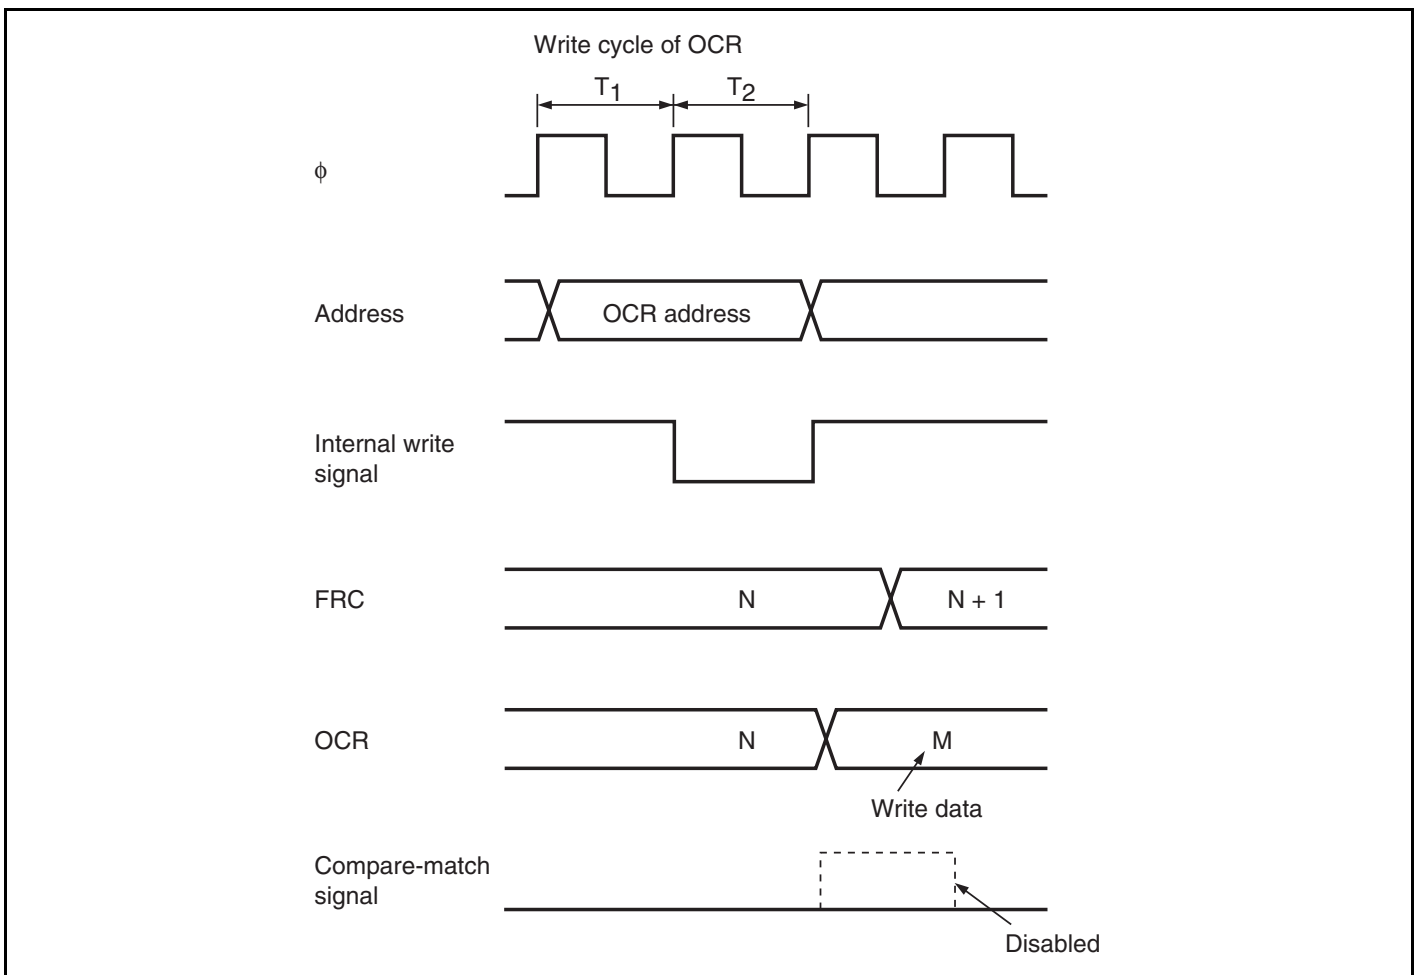 Write cycle of OCR
T1 T2
ϕ
Address
OCR address
Internal write
signal
FRC
N
N + 1
OCR
N
M
Write data
Compare-match
signal
Disabled